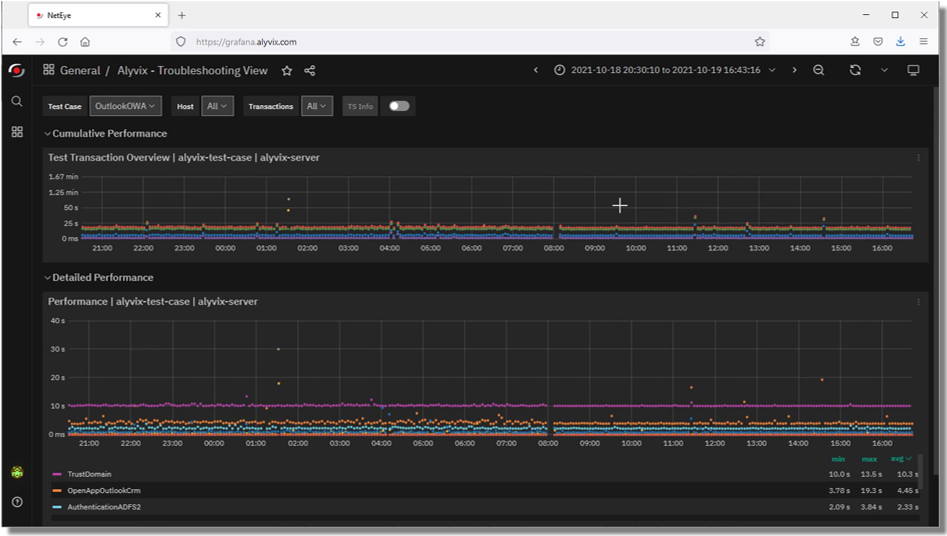 NetEye
https://grafana.alyvix.com
General / Alyvix - Troubleshooting View
2021-10-18 20:30:10 to 2021-10-19 16:43:16
Test Case OutlookOWA Host All Transactions All TS Info
Cumulative Performance
Test Transaction Overview | alyvix-test-case | alyvix-server
1.67 min
1.25 min
50 s
25 s
0 ms
21:00 22:00 23:00 00:00 01:00 02:00 03:00 04:00 05:00 06:00 07:00 08:00 09:00 10:00 11:00 12:00 13:00 14:00 15:00 16:00
Detailed Performance
Performance | alyvix-test-case | alyvix-server
40 s
30 s
20 s
10 s
0 ms
21:00 22:00 23:00 00:00 01:00 02:00 03:00 04:00 05:00 06:00 07:00 08:00 09:00 10:00 11:00 12:00 13:00 14:00 15:00 16:00
min max avg
TrustDomain 10.0 s 13.5 s 10.3 s
OpenAppOutlookCrm 3.78 s 19.3 s 4.45 s
AuthenticationADFS2 2.09 s 3.84 s 2.33 s